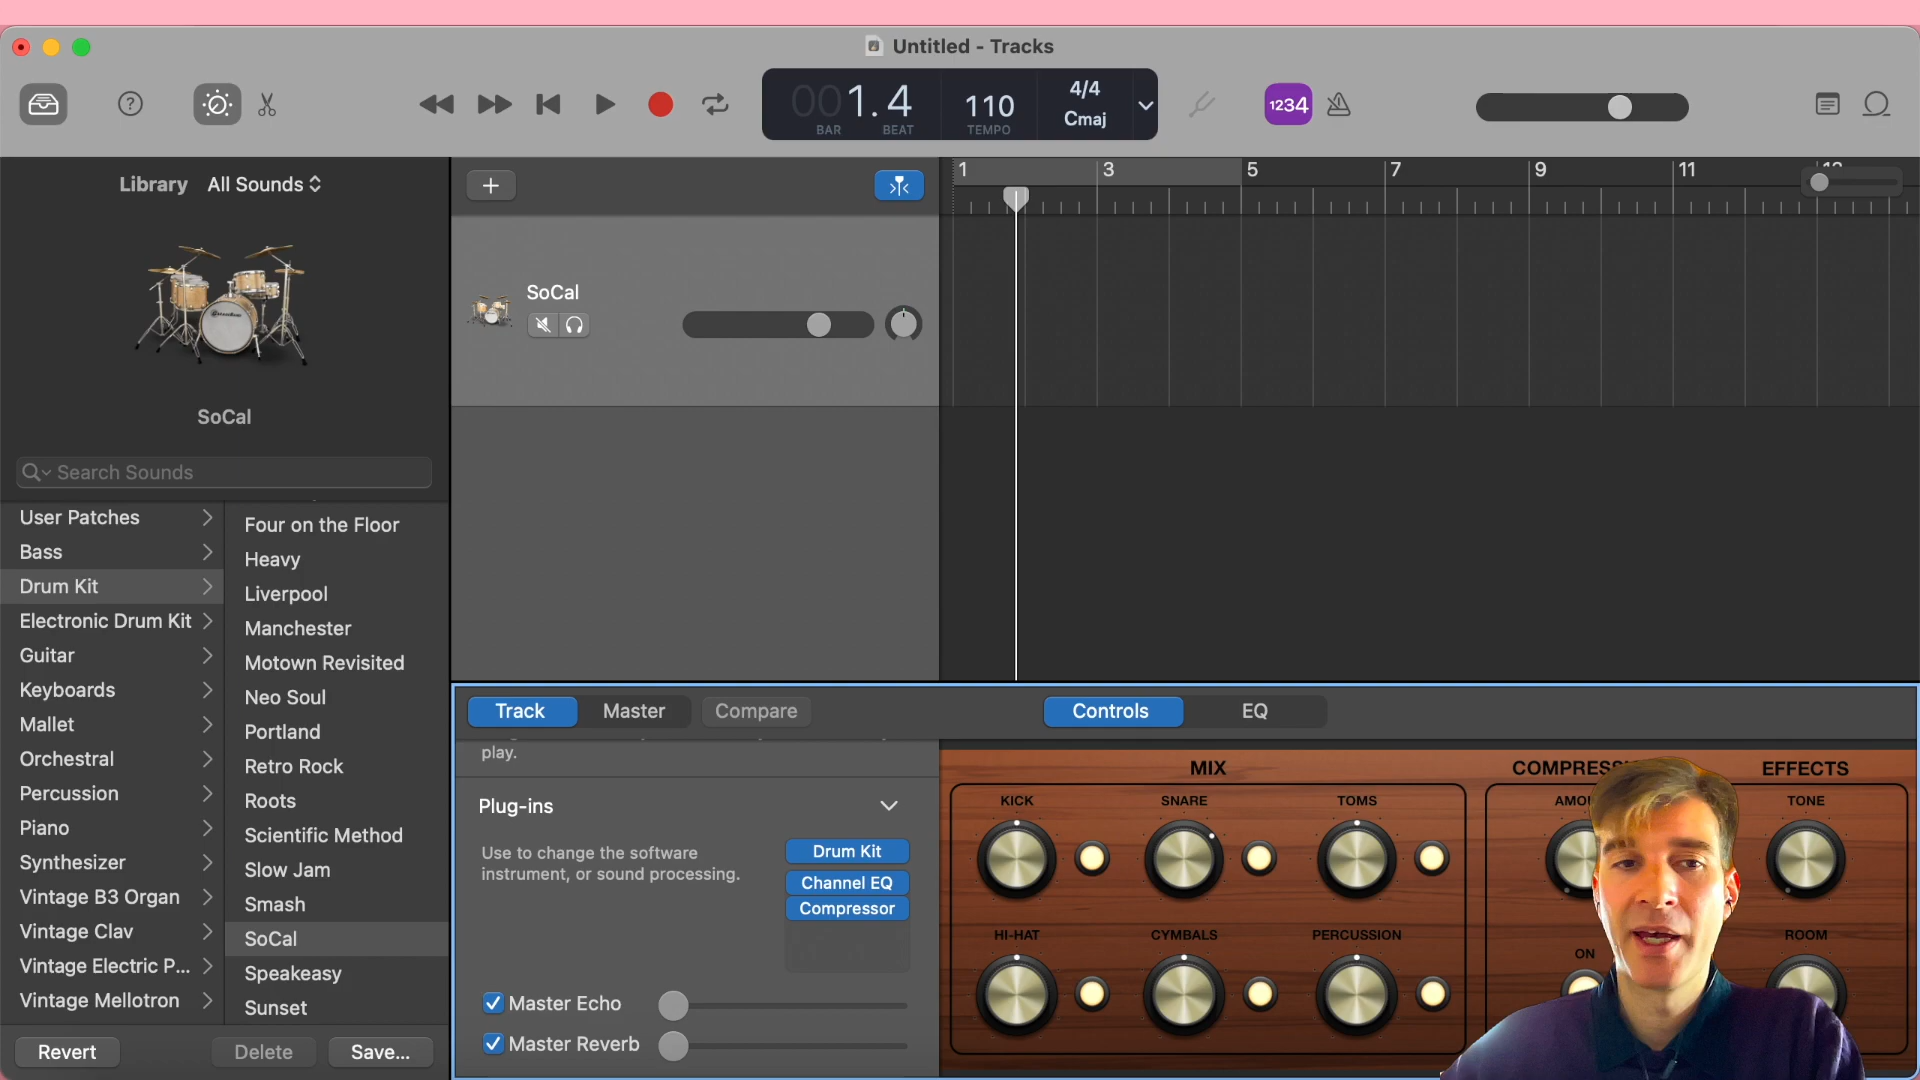 Untitled - Tracks
001.4
BAR
BEAT
110
TEMPO
4/4
Cmaj
1234
Library
All Sounds
SoCal
Search Sounds
User Patches
Bass
Drum Kit
Electronic Drum Kit
Guitar
Keyboards
Mallet
Orchestral
Percussion
Piano
Synthesizer
Vintage B3 Organ
Vintage Clav
Vintage Electric P...
Vintage Mellotron
Four on the Floor
Heavy
Liverpool
Manchester
Motown Revisited
Neo Soul
Portland
Retro Rock
Roots
Scientific Method
Slow Jam
Smash
SoCal
Speakeasy
Sunset
Revert
Delete
Save...
1
3
5
7
9
11
SoCal
Track
Master
Compare
Controls
EQ
play.
Plug-ins
Use to change the software
instrument, or sound processing.
Drum Kit
Channel EQ
Compressor
Master Echo
Master Reverb
MIX
KICK
SNARE
TOMS
HI-HAT
CYMBALS
PERCUSSION
COMPRESSI
AMOU
ON
EFFECTS
TONE
ROOM